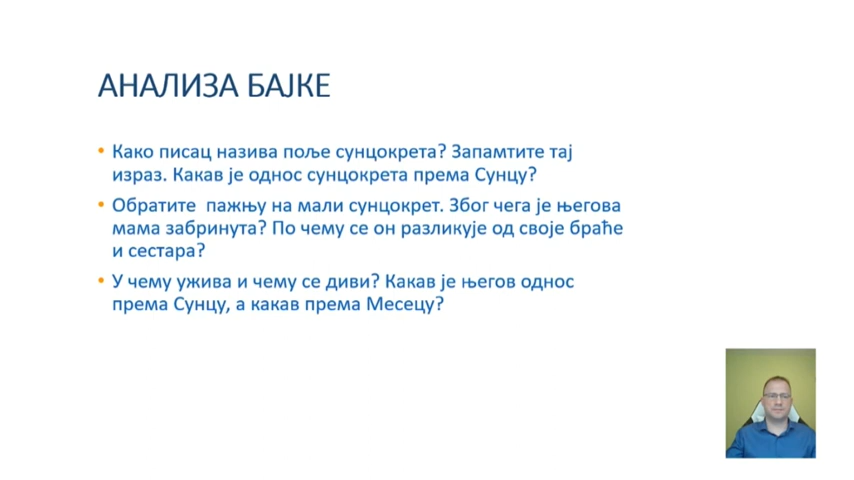 АНАЛИЗА БАЈКЕ
• Како писац назива поље сунцокрета? Запамтите тај
израз. Какав је однос сунцокрета према Сунцу?
• Обратите  пажњу на мали сунцокрет. Због чега је његова
мама забринута? По чему се он разликује од своје браће
и сестара?
• У чему ужива и чему се диви? Какав је његов однос
према Сунцу, а какав према Месецу?